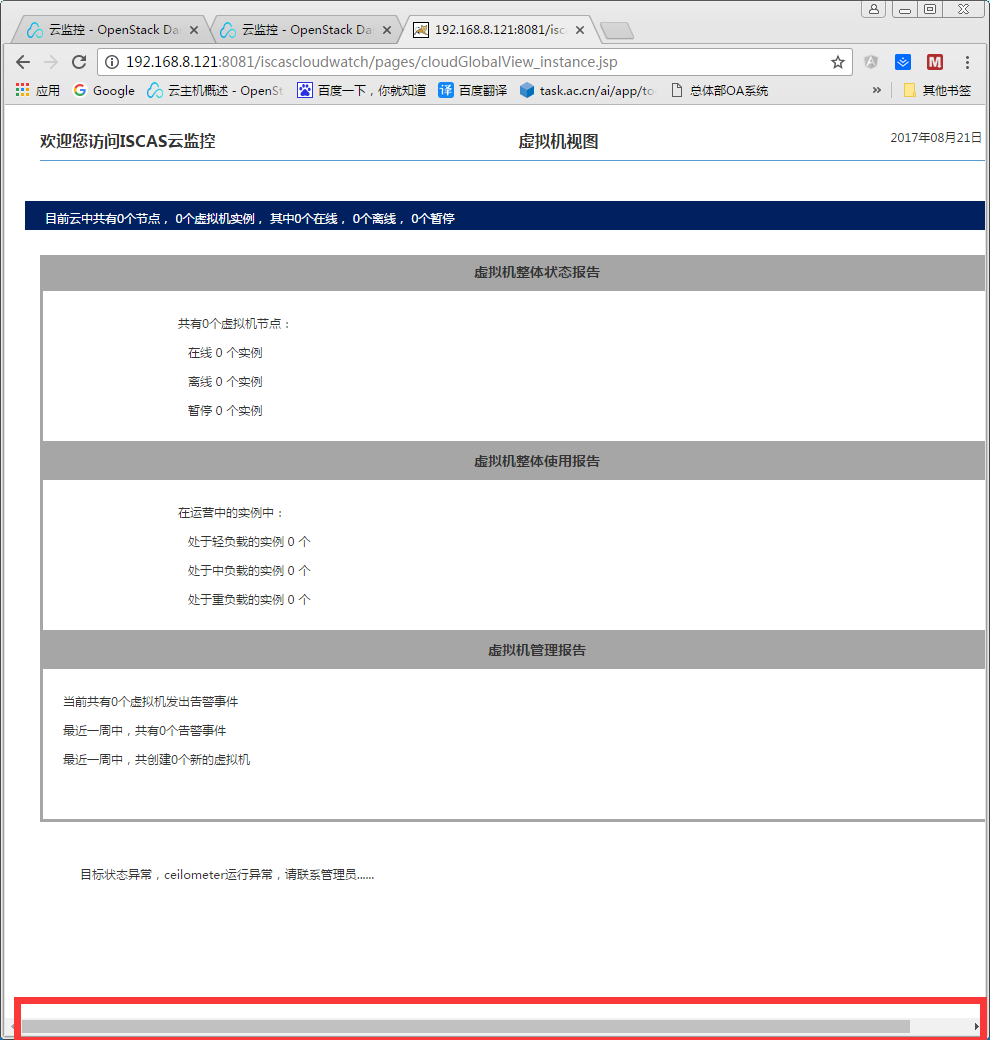 云监控 - OpenStack Da
云监控 - OpenStack Da
192.168.8.121:8081/isc
192.168.8.121:8081/iscascloudwatch/pages/cloudGlobalView_instance.jsp
应用
Google
云主机概述 - OpenSt
百度一下，你就知道
译 百度翻译
task.ac.cn/ai/app/to
总体部OA系统
»
其他书签
欢迎您访问ISCAS云监控
虚拟机视图
2017年08月21日
目前云中共有0个节点， 0个虚拟机实例， 其中0个在线， 0个离线， 0个暂停
虚拟机整体状态报告
共有0个虚拟机节点：
在线 0 个实例
离线 0 个实例
暂停 0 个实例
虚拟机整体使用报告
在运营中的实例中：
处于轻负载的实例 0 个
处于中负载的实例 0 个
处于重负载的实例 0 个
虚拟机管理报告
当前共有0个虚拟机发出告警事件
最近一周中，共有0个告警事件
最近一周中，共创建0个新的虚拟机
目标状态异常，ceilometer运行异常，请联系管理员......